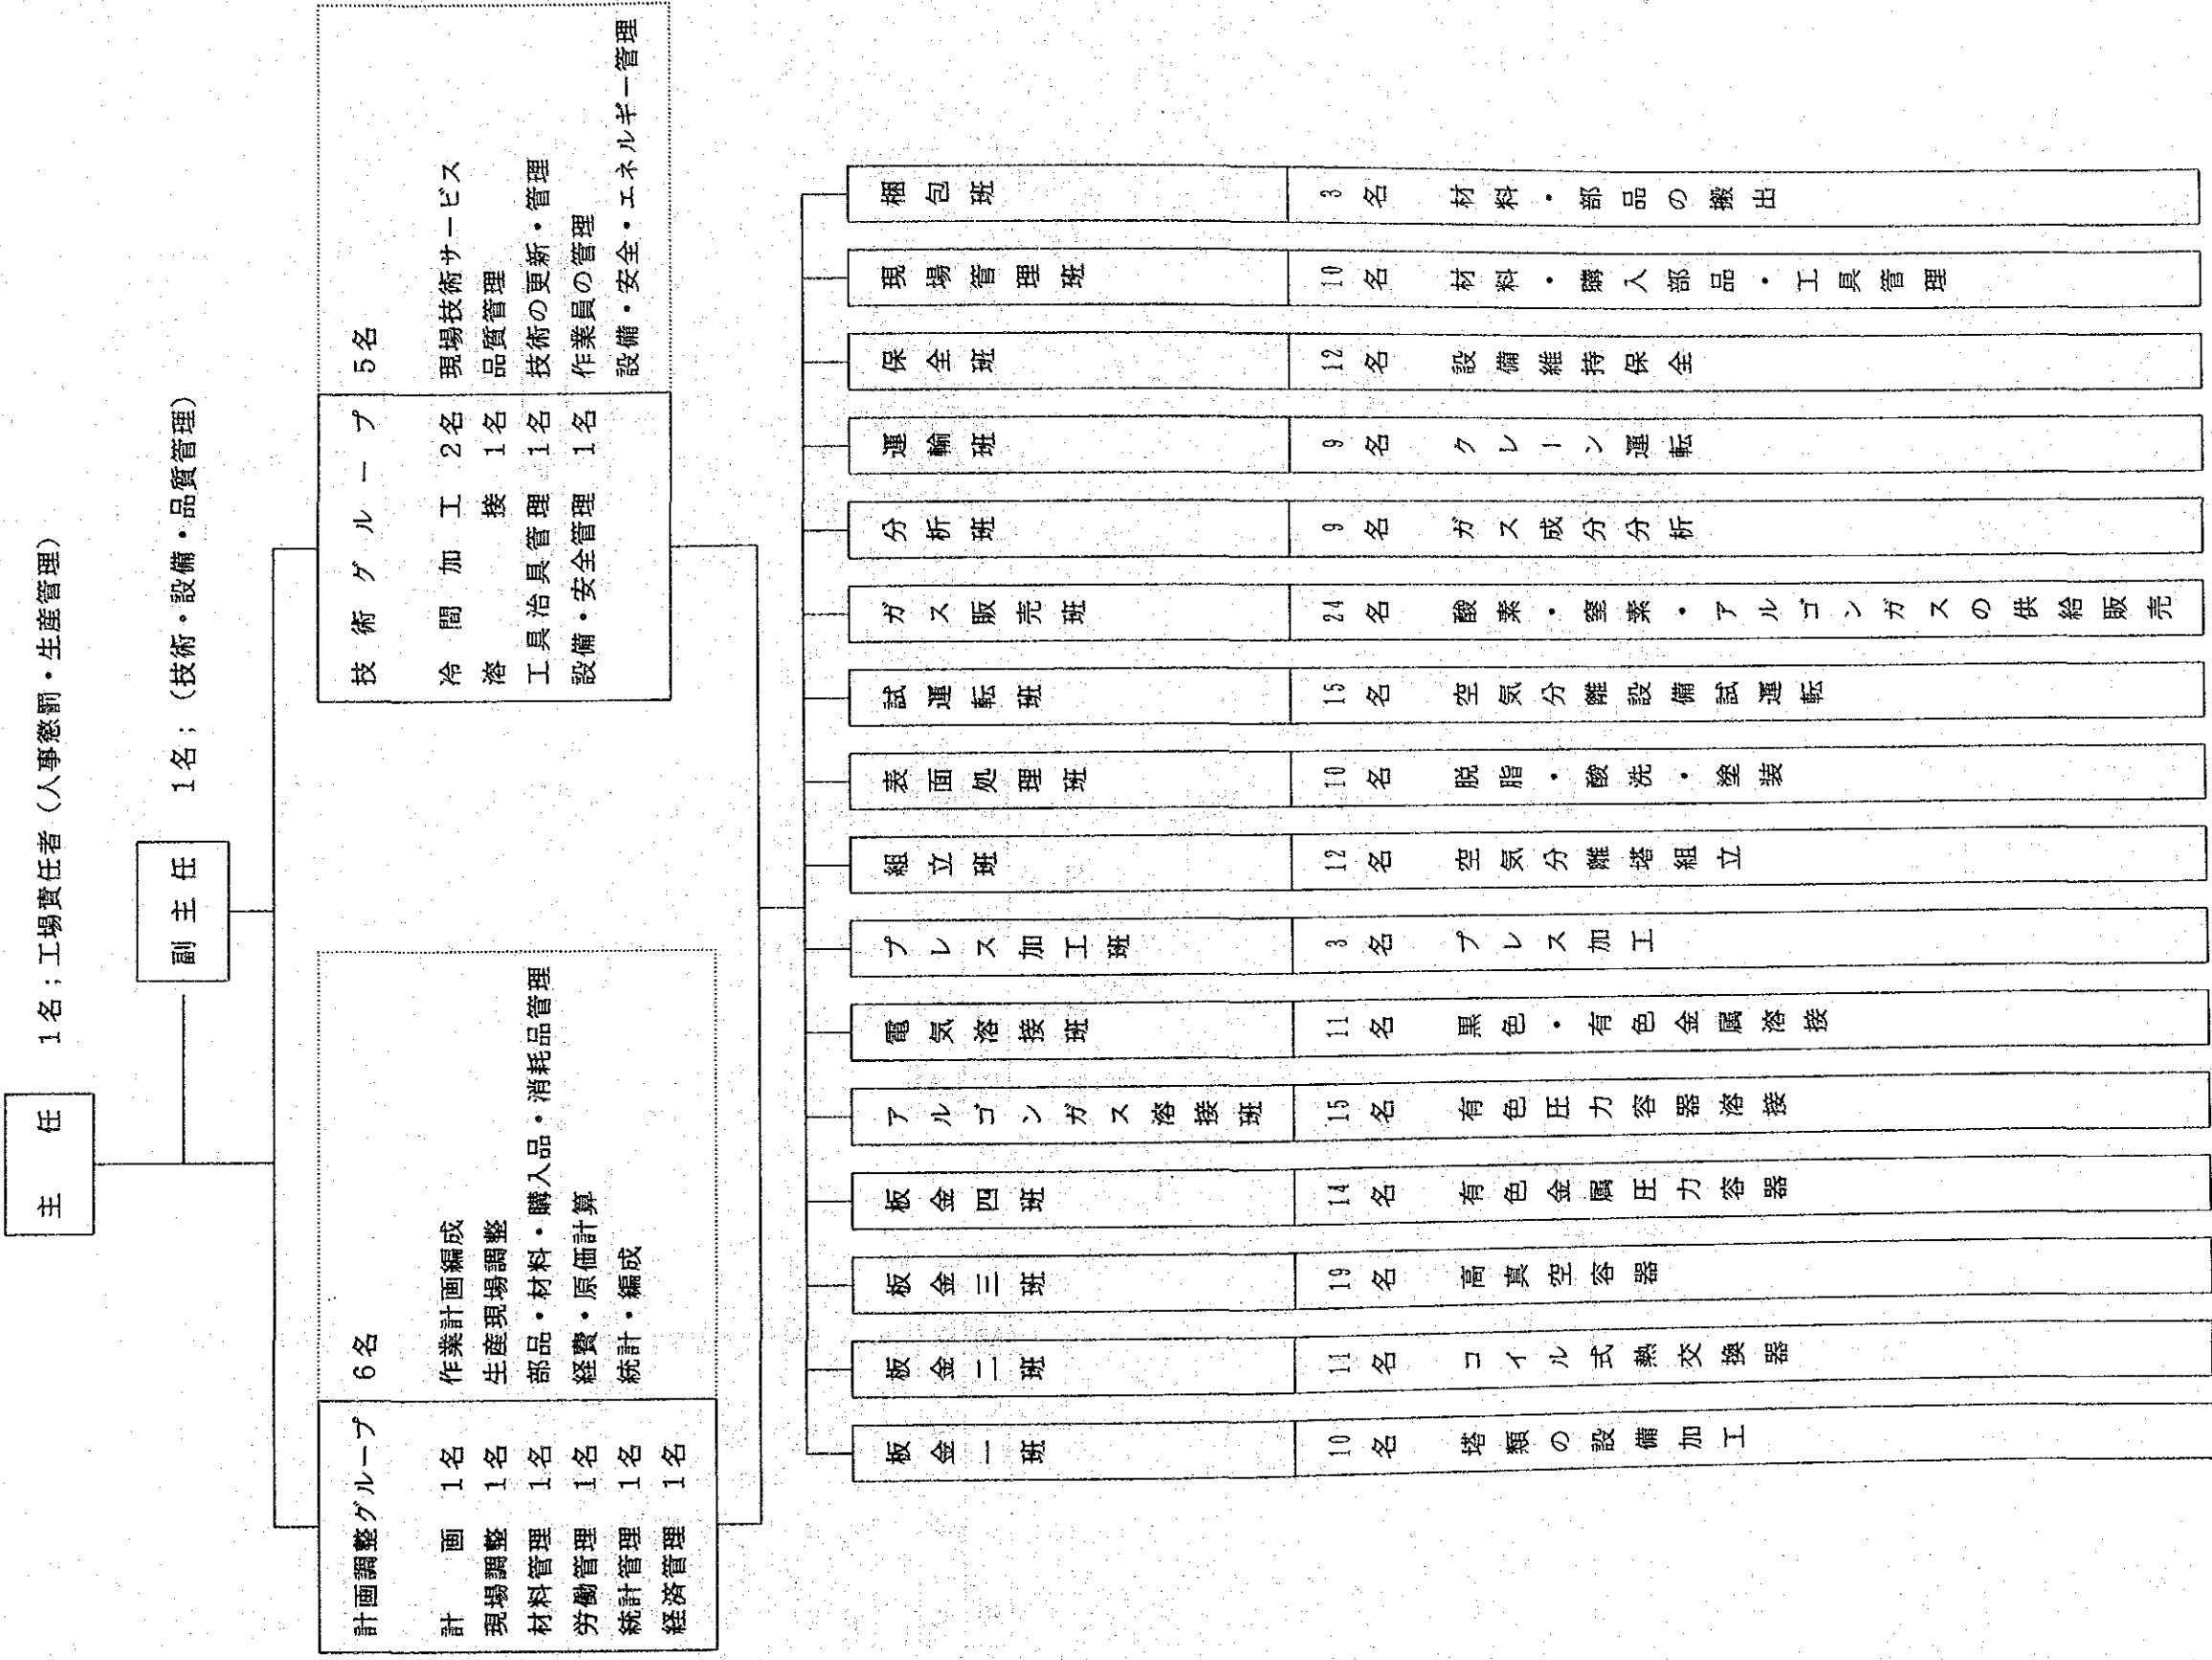 主任 1名；工場責任者（人事懲罰・生産管理）
副主任 1名；（技術・設備・品質管理）
計画調整グループ 6名
計画 1名 作業計画編成
現場調整 1名 生産現場調整
材料管理 1名 部品・材料・購入品・消耗品管理
労働管理 1名 経費・原価計算
統計管理 1名 統計・編成
経済管理 1名
技術グループ 5名
冷間加工 2名 現場技術サービス
溶接 1名 品質管理
工具治具管理 1名 技術の更新・管理
設備・安全管理 1名 作業員の管理
設備・安全・エネルギー管理
板金一班 10名 塔類の設備加工
板金二班 11名 コイル式熱交換器
板金三班 19名 高真空容器
板金四班 14名 有色金属圧力容器
アルゴンガス溶接班 15名 有色圧力容器溶接
電気溶接班 11名 黒色・有色金属溶接
プレス加工班 3名 プレス加工
組立班 12名 空気分離塔組立
表面処理班 10名 脱脂・酸洗・塗装
試運転班 15名 空気分離設備試運転
ガス販売班 24名 酸素・窒素・アルゴンガスの供給販売
分析班 9名 ガス成分分析
運輸班 9名 クレーン運転
保全班 12名 設備維持保全
現場管理班 10名 材料・購入部品・工具管理
梱包班 3名 材料・部品の搬出